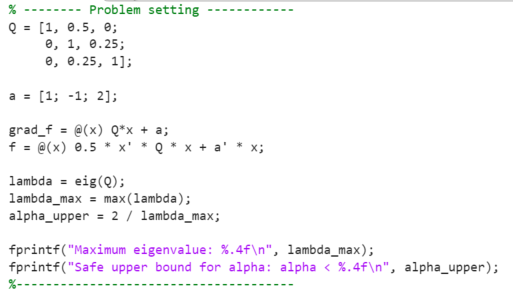 % -------- Problem setting ------------
Q = [1, 0.5, 0;
0, 1, 0.25;
0, 0.25, 1];
a = [1; -1; 2];
grad_f = @(x) Q*x + a;
f = @(x) 0.5 * x' * Q * x + a' * x;
lambda = eig(Q);
lambda_max = max(lambda);
alpha_upper = 2 / lambda_max;
fprintf("Maximum eigenvalue: %.4f\n", lambda_max);
fprintf("Safe upper bound for alpha: alpha < %.4f\n", alpha_upper);
%--------------------------------------